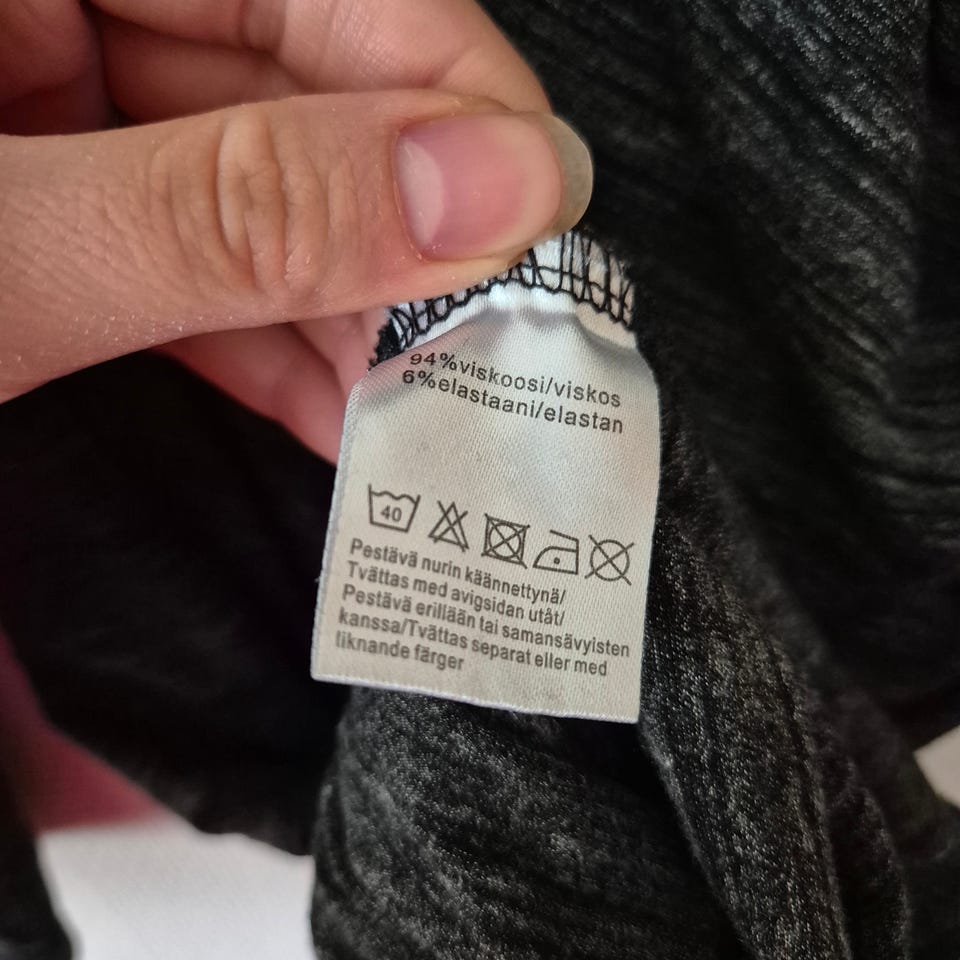 94%viskoosi/viskos
6%elastaani/elastan
40
Pestävä nurin käännettynä/
Tvättas med avigsidan utåt/
Pestävä erillään tai samansävyisten
kanssa/Tvättas separat eller med
liknande färger